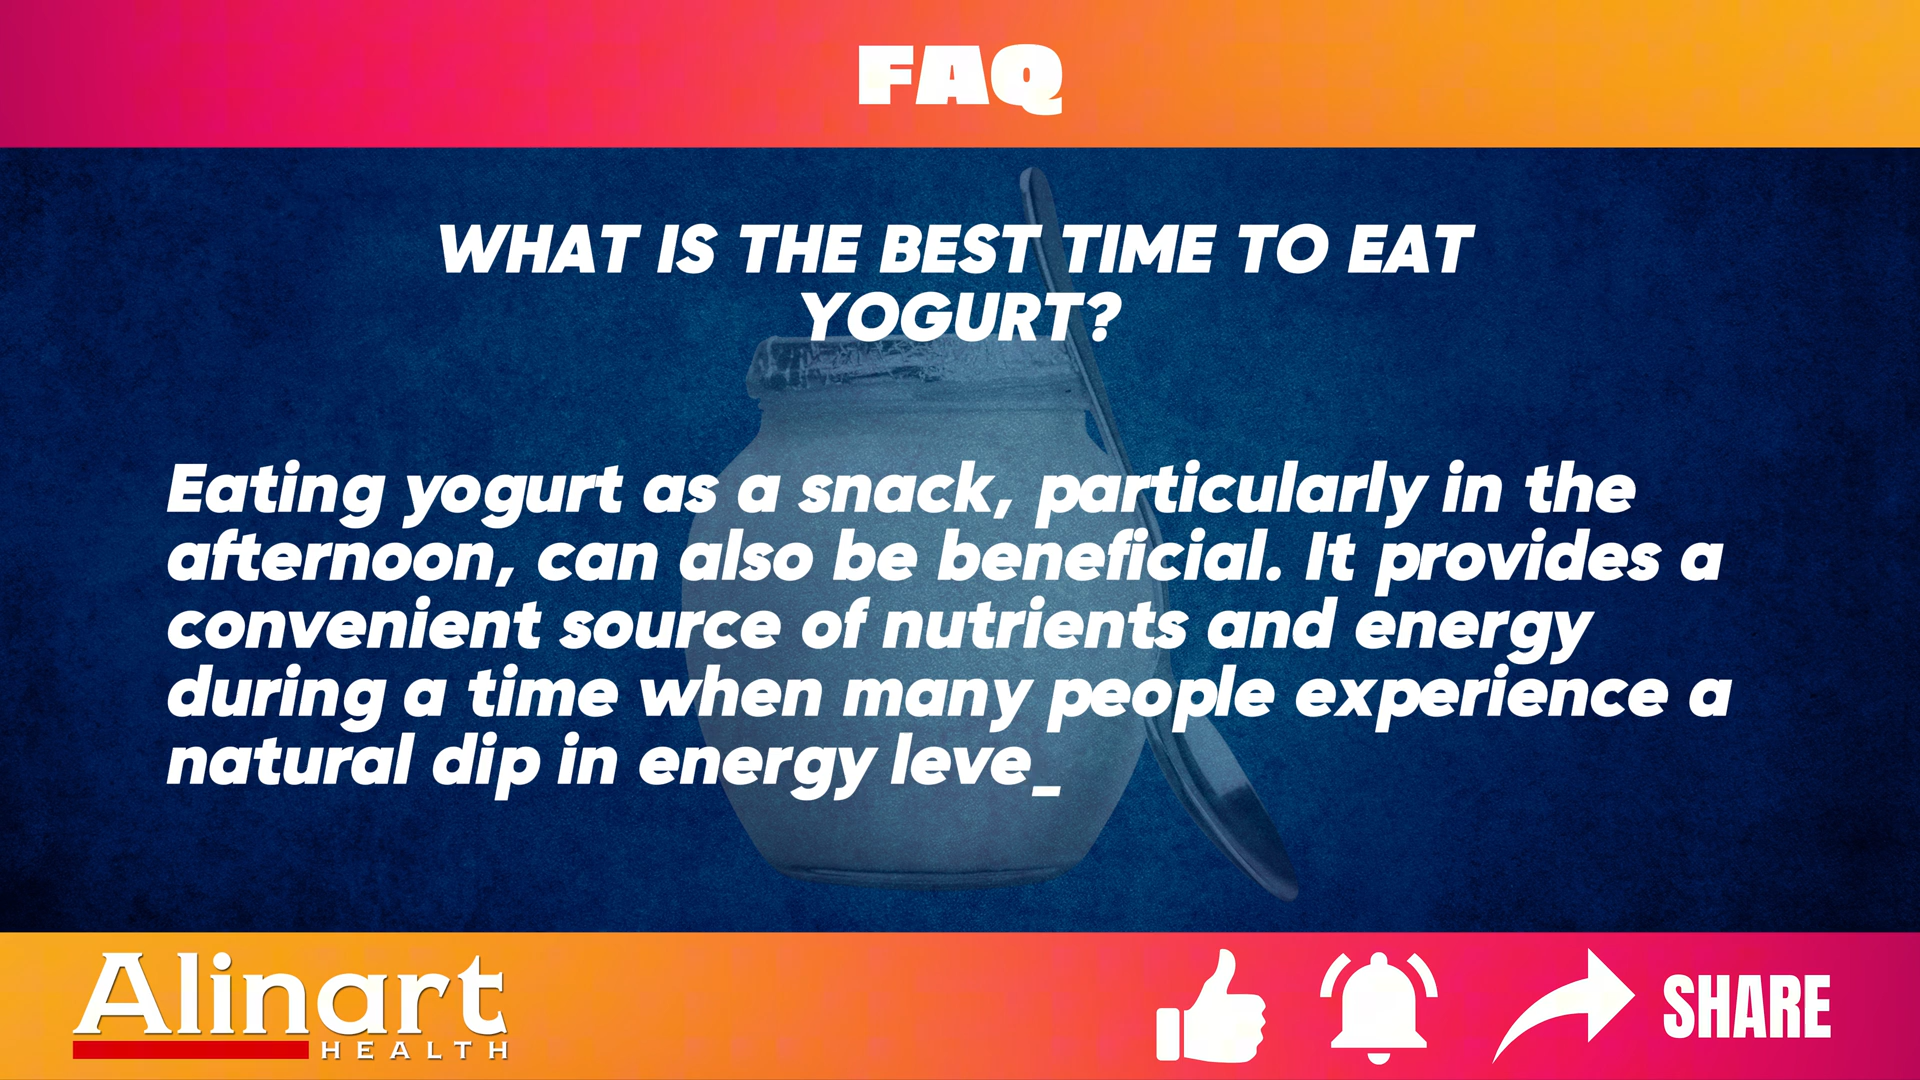 FAQ
WHAT IS THE BEST TIME TO EAT
YOGURT?
Eating yogurt as a snack, particularly in the
afternoon, can also be beneficial. It provides a
convenient source of nutrients and energy
during a time when many people experience a
natural dip in energy leve_
Alinart
HEALTH
SHARE